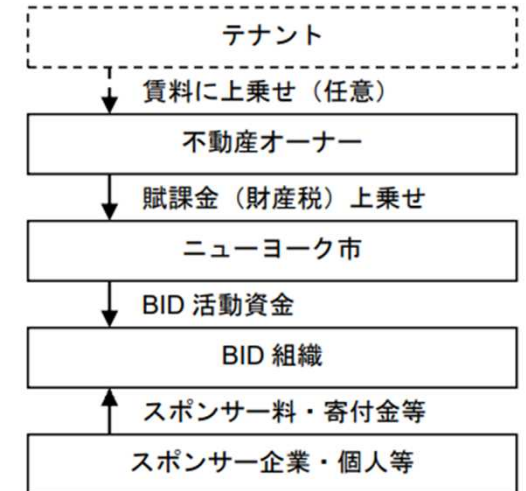 テナント
賃料に上乗せ（任意）
不動産オーナー
賦課金（財産税）上乗せ
ニューヨーク市
BID 活動資金
BID 組織
スポンサー料・寄付金等
スポンサー企業・個人等